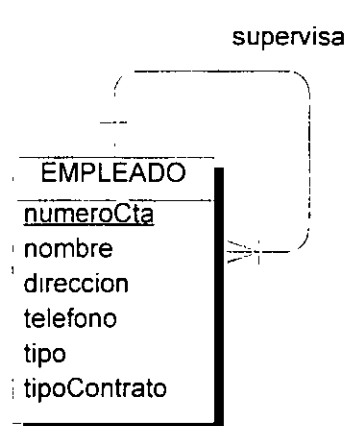 supervisa
EMPLEADO
numeroCta
nombre
direccion
telefono
tipo
tipoContrato